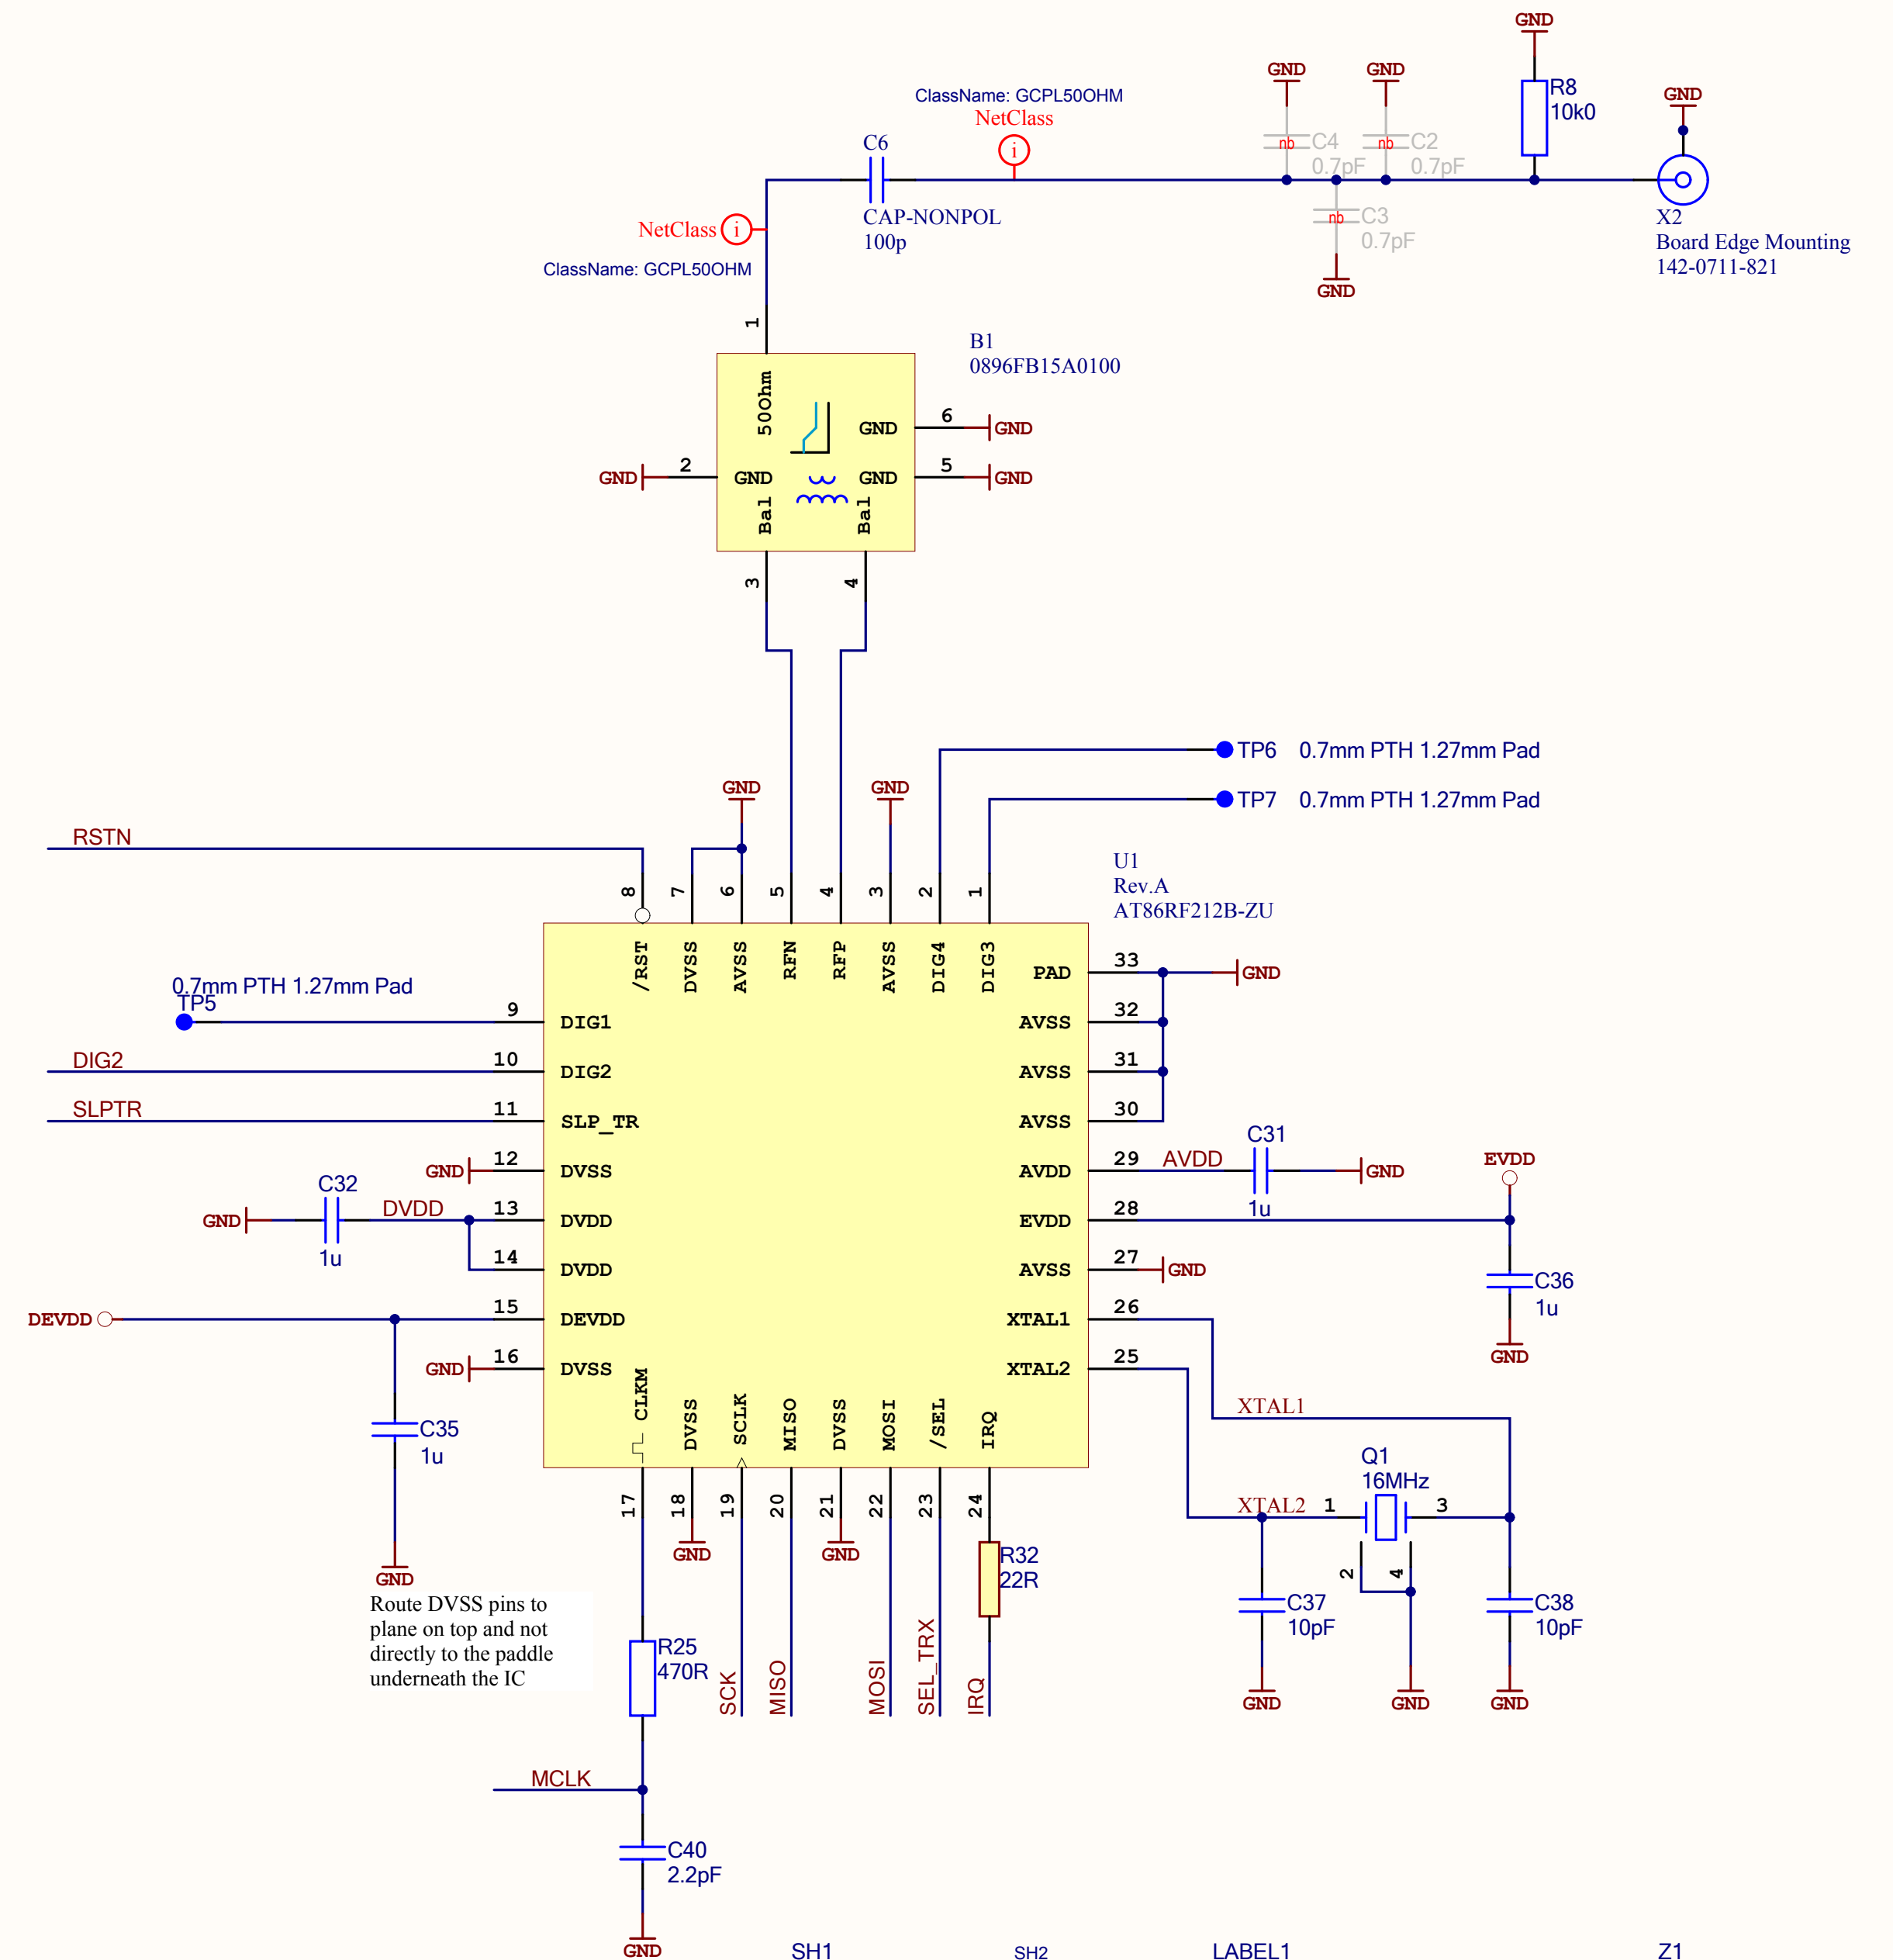 GND
GND
GND
R8
10k0
GND
ClassName: GCPL50OHM
NetClass
i
C6
nb
C4
0.7pF
nb
C2
0.7pF
NetClass
i
CAP-NONPOL
100p
nb
C3
0.7pF
X2
Board Edge Mounting
142-0711-821
ClassName: GCPL50OHM
GND
1
B1
0896FB15A0100
50Ohm
GND
6
GND
GND
2
GND
GND
5
GND
Bal
Bal
3
4
TP6 0.7mm PTH 1.27mm Pad
GND
GND
TP7 0.7mm PTH 1.27mm Pad
RSTN
U1
Rev.A
AT86RF212B-ZU
8
7
6
5
4
3
2
1
/RST
DVSS
AVSS
RFN
RFP
AVSS
DIG4
DIG3
PAD
33
GND
0.7mm PTH 1.27mm Pad
TP5
9
DIG1
AVSS
32
DIG2
10
DIG2
AVSS
31
SLPTR
11
SLP_TR
AVSS
30
C31
GND
12
DVSS
AVDD
29
AVDD
GND
1u
EVDD
C32
GND
DVDD
13
DVDD
1u
EVDD
28
14
DVDD
AVSS
27
GND
C36
1u
GND
DEVDD
15
DEVDD
XTAL1
26
GND
16
DVSS
XTAL2
25
C35
1u
GND
CLKM
DVSS
SCLK
MISO
DVSS
MOSI
/SEL
IRQ
XTAL1
Q1
16MHz
17
18
19
20
21
22
23
24
XTAL2
1
3
GND
GND
2
4
R32
22R
C37
10pF
C38
10pF
Route DVSS pins to
plane on top and not
directly to the paddle
underneath the IC
R25
470R
SCK
MISO
MOSI
SEL_TRX
IRQ
GND
GND
GND
MCLK
C40
2.2pF
GND
SH1
SH2
LABEL1
Z1